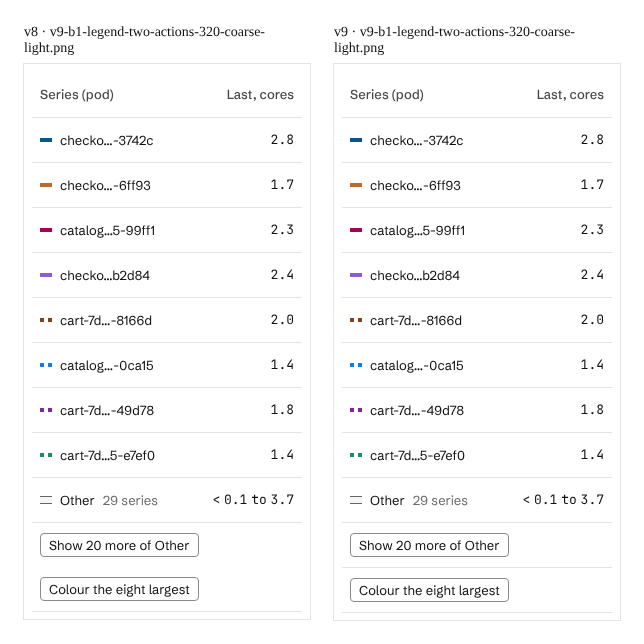 v8 · v9-b1-legend-two-actions-320-coarse-
light.png
Series (pod) Last, cores
checko...-3742c 2.8
checko...-6ff93 1.7
catalog...5-99ff1 2.3
checko...b2d84 2.4
cart-7d...-8166d 2.0
catalog...-0ca15 1.4
cart-7d...-49d78 1.8
cart-7d...5-e7ef0 1.4
Other 29 series < 0.1 to 3.7
Show 20 more of Other
Colour the eight largest
v9 · v9-b1-legend-two-actions-320-coarse-
light.png
Series (pod) Last, cores
checko...-3742c 2.8
checko...-6ff93 1.7
catalog...5-99ff1 2.3
checko...b2d84 2.4
cart-7d...-8166d 2.0
catalog...-0ca15 1.4
cart-7d...-49d78 1.8
cart-7d...5-e7ef0 1.4
Other 29 series < 0.1 to 3.7
Show 20 more of Other
Colour the eight largest